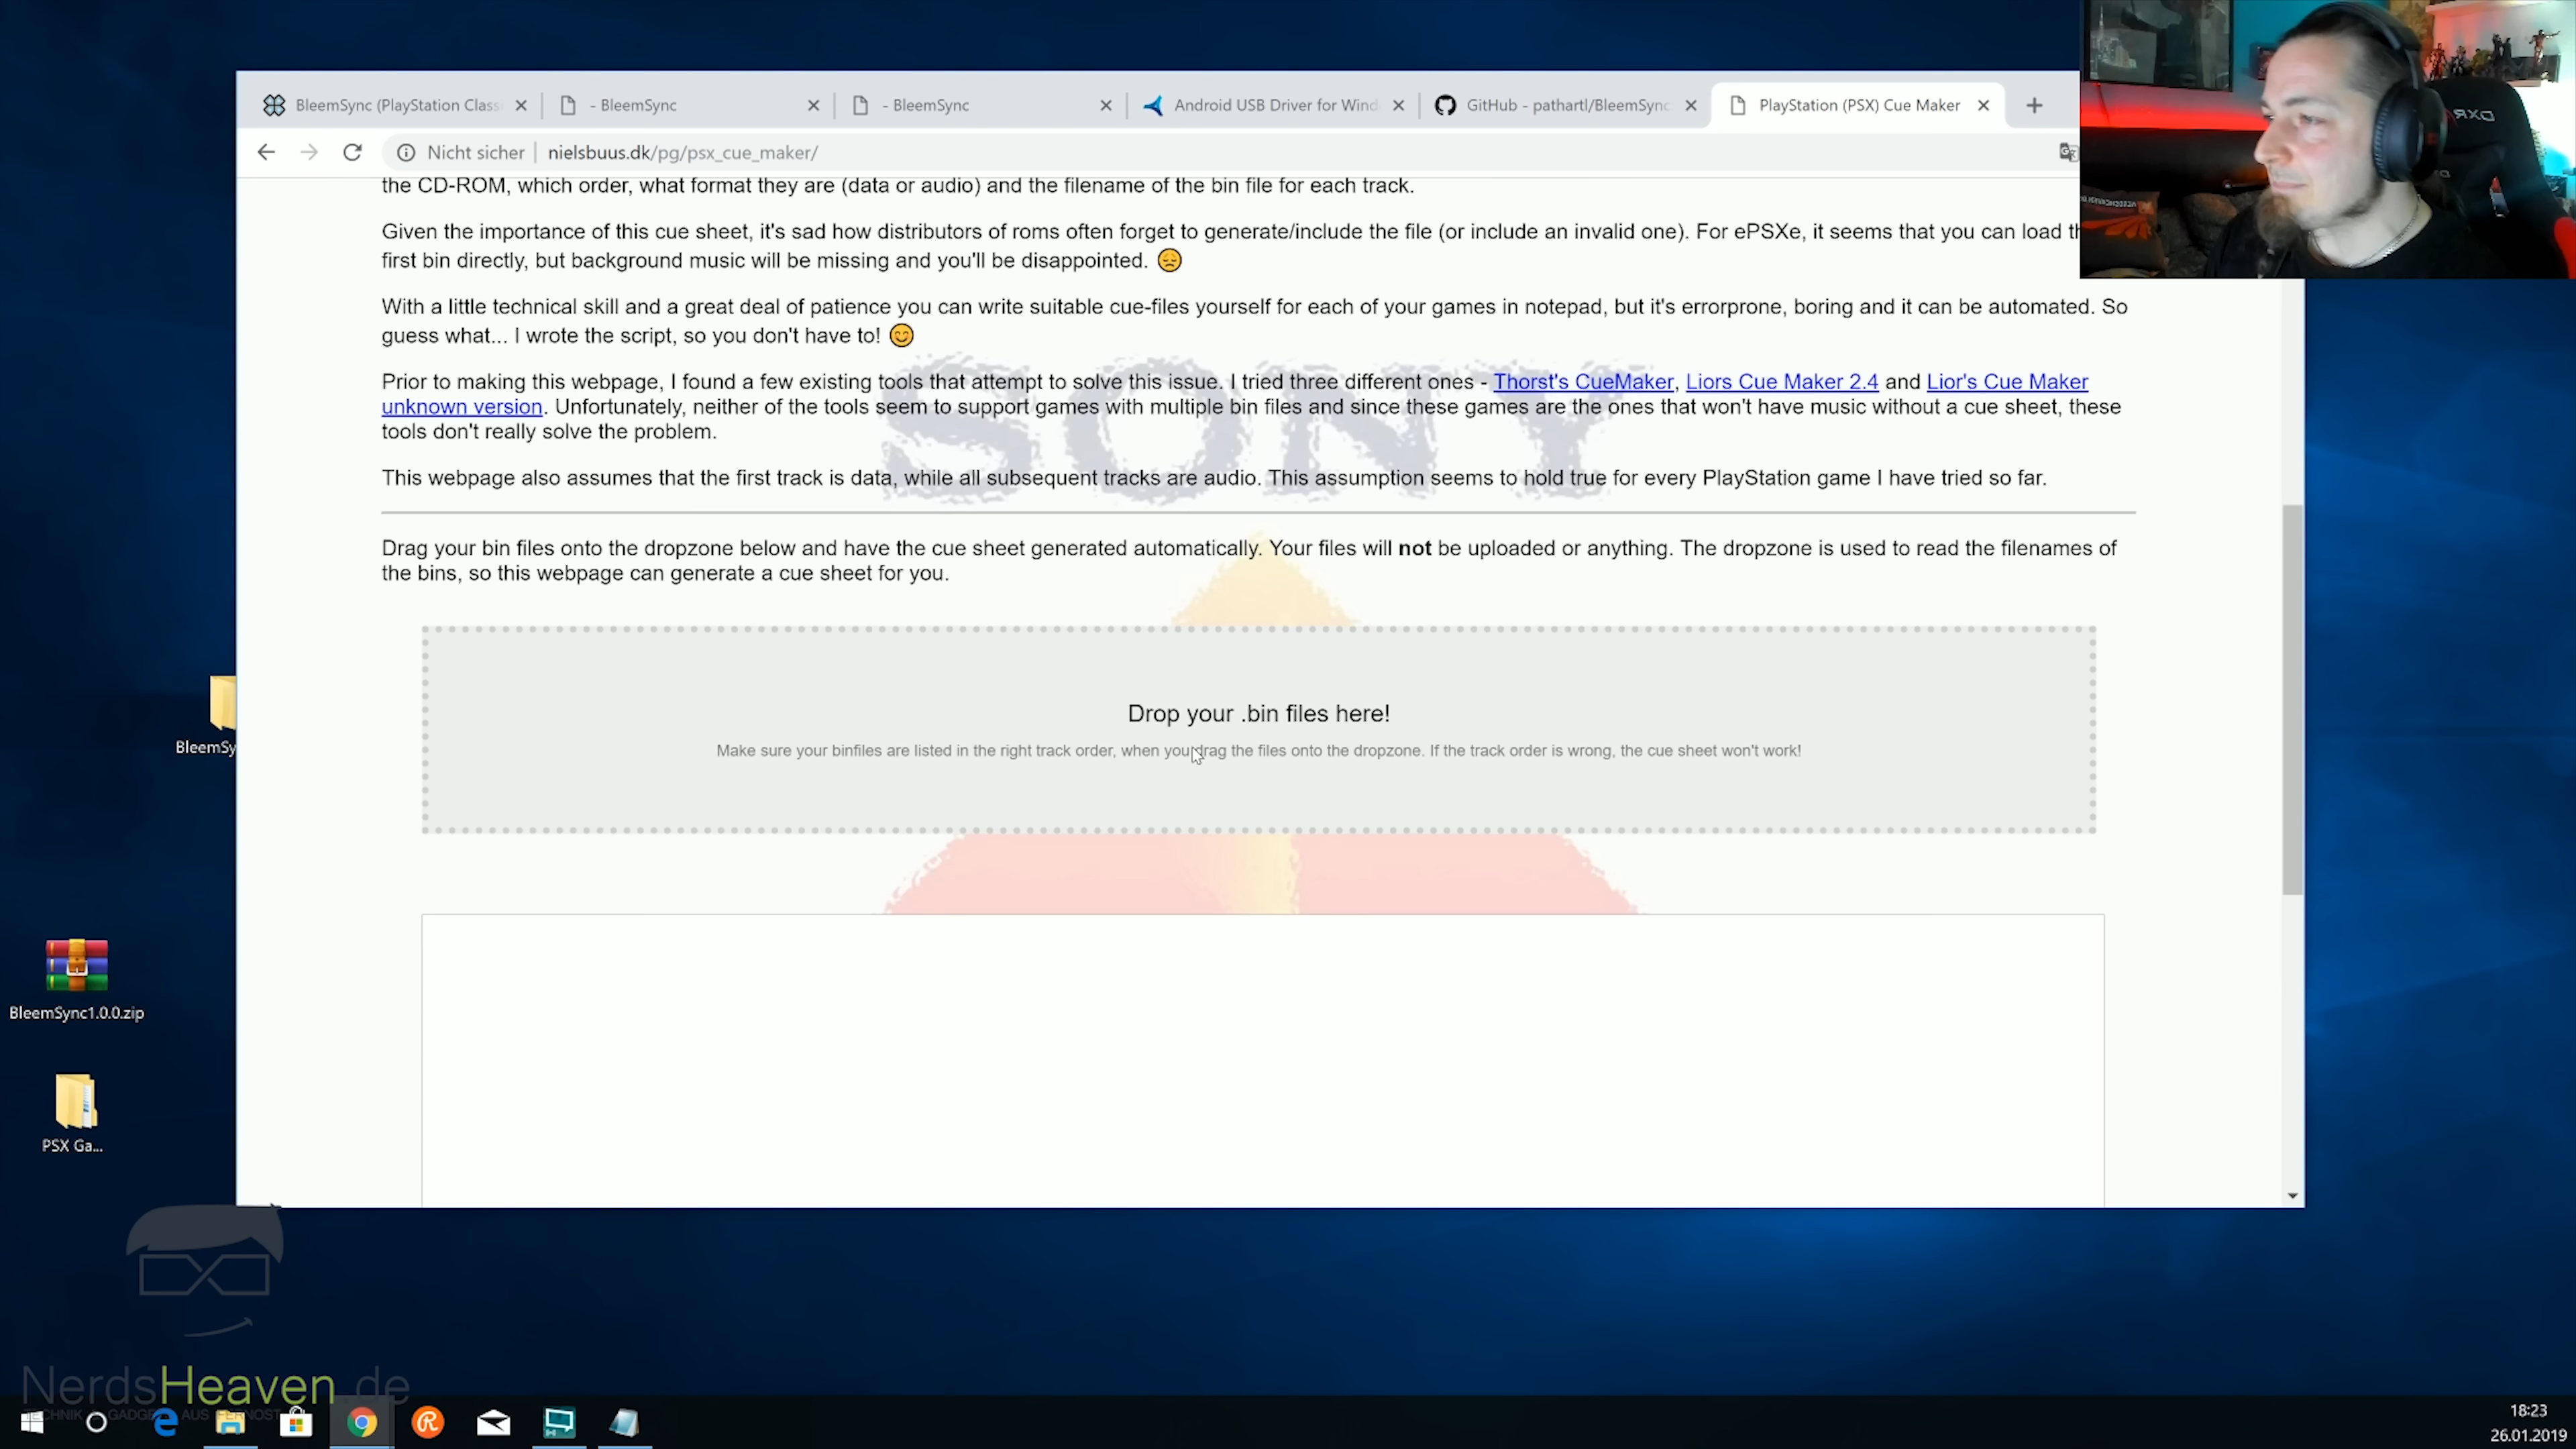 BleemSync (PlayStation Class
- BleemSync
- BleemSync
Android USB Driver for Wind
GitHub - pathartl/BleemSync
PlayStation (PSX) Cue Maker
Nicht sicher
nielsbuus.dk/pg/psx_cue_maker/
the CD-ROM, which order, what format they are (data or audio) and the filename of the bin file for each track.
Given the importance of this cue sheet, it's sad how distributors of roms often forget to generate/include the file (or include an invalid one). For ePSXe, it seems that you can load
first bin directly, but background music will be missing and you'll be disappointed. 😞
With a little technical skill and a great deal of patience you can write suitable cue-files yourself for each of your games in notepad, but it's errorprone, boring and it can be automated. So
guess what... I wrote the script, so you don't have to! 😊
Prior to making this webpage, I found a few existing tools that attempt to solve this issue. I tried three different ones - Thorst's CueMaker, Liors Cue Maker 2.4 and Lior's Cue Maker
unknown version. Unfortunately, neither of the tools seem to support games with multiple bin files and since these games are the ones that won't have music without a cue sheet, these
tools don't really solve the problem.
SONY
This webpage also assumes that the first track is data, while all subsequent tracks are audio. This assumption seems to hold true for every PlayStation game I have tried so far.
Drag your bin files onto the dropzone below and have the cue sheet generated automatically. Your files will not be uploaded or anything. The dropzone is used to read the filenames of
the bins, so this webpage can generate a cue sheet for you.
Drop your .bin files here!
Make sure your binfiles are listed in the right track order, when you drag the files onto the dropzone. If the track order is wrong, the cue sheet won't work!
BleemSy
BleemSync1.0.0.zip
PSX Ga...
DXR
NerdsHeaven.de
TECHNIK & GADGETS AUS FERNOST
18:23
26.01.2019